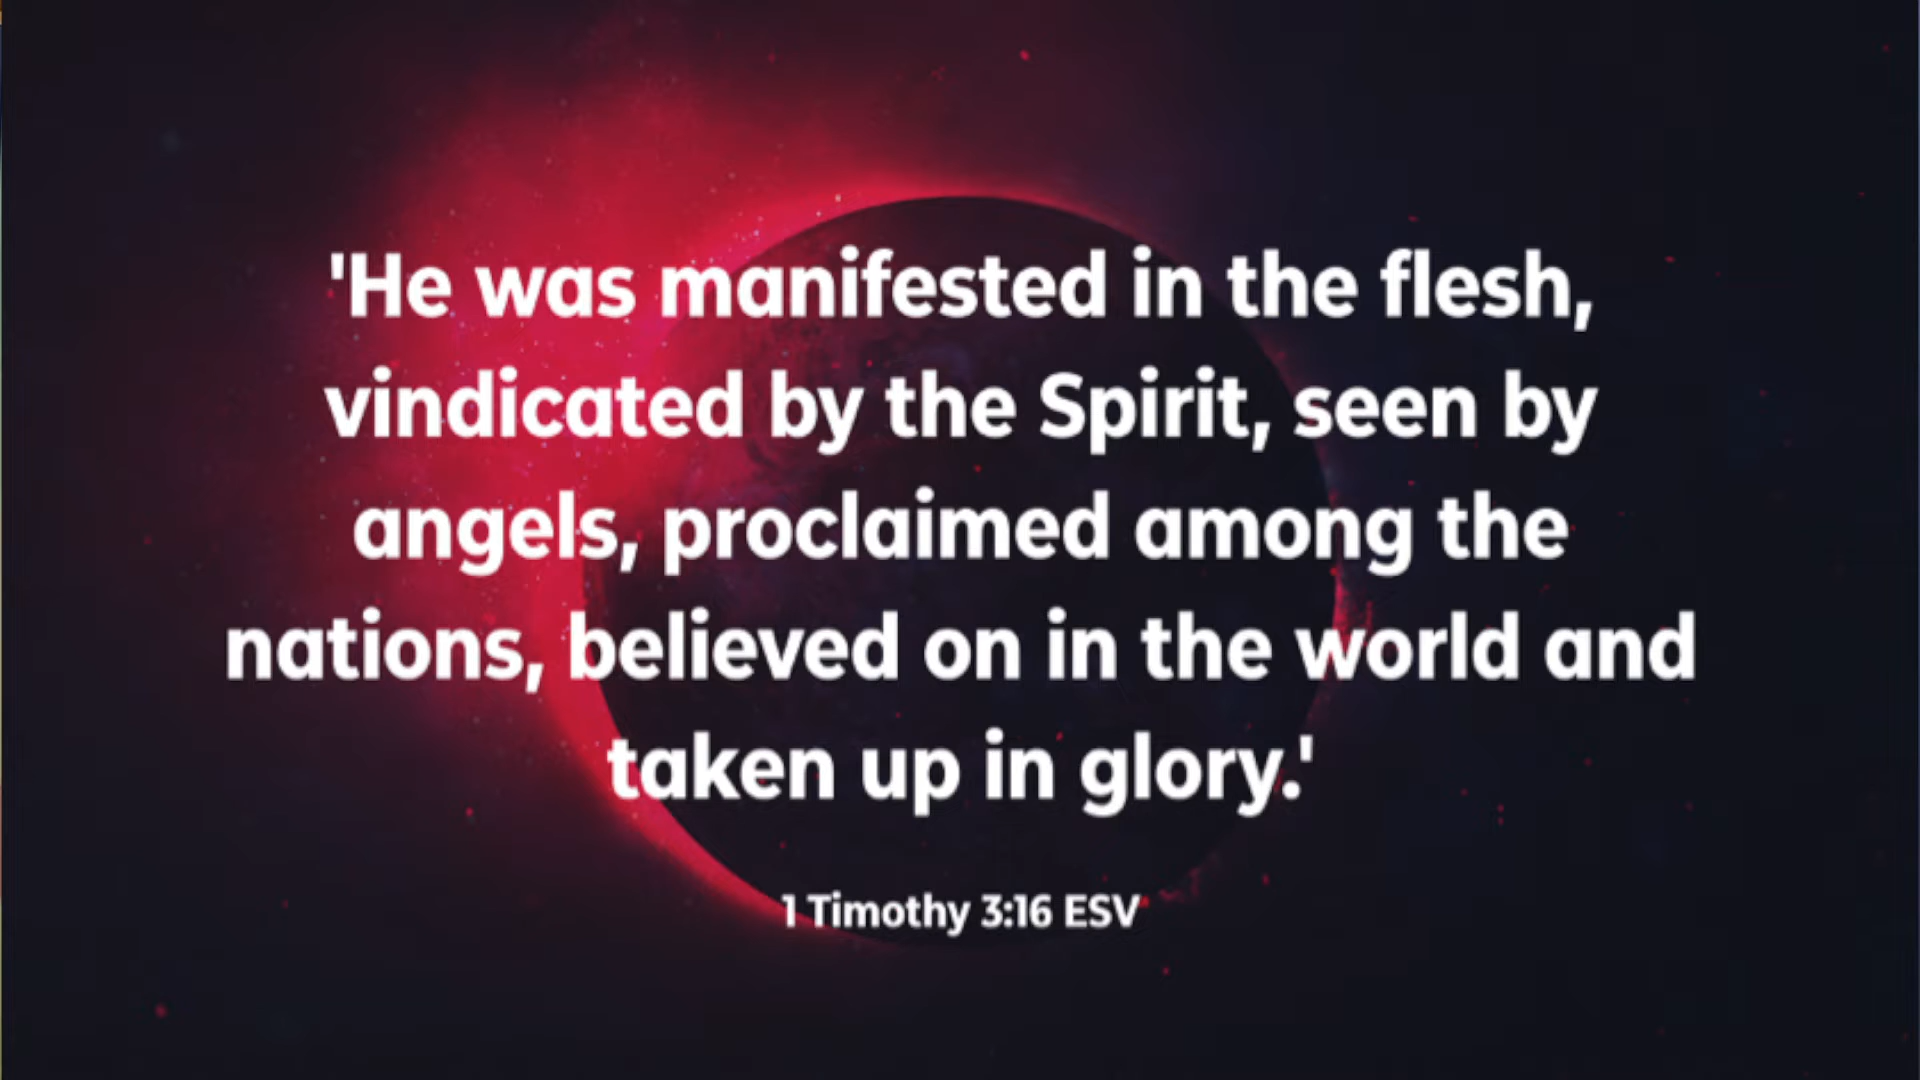 'He was manifested in the flesh,
vindicated by the Spirit, seen by
angels, proclaimed among the
nations, believed on in the world and
taken up in glory.'
1 Timothy 3:16 ESV